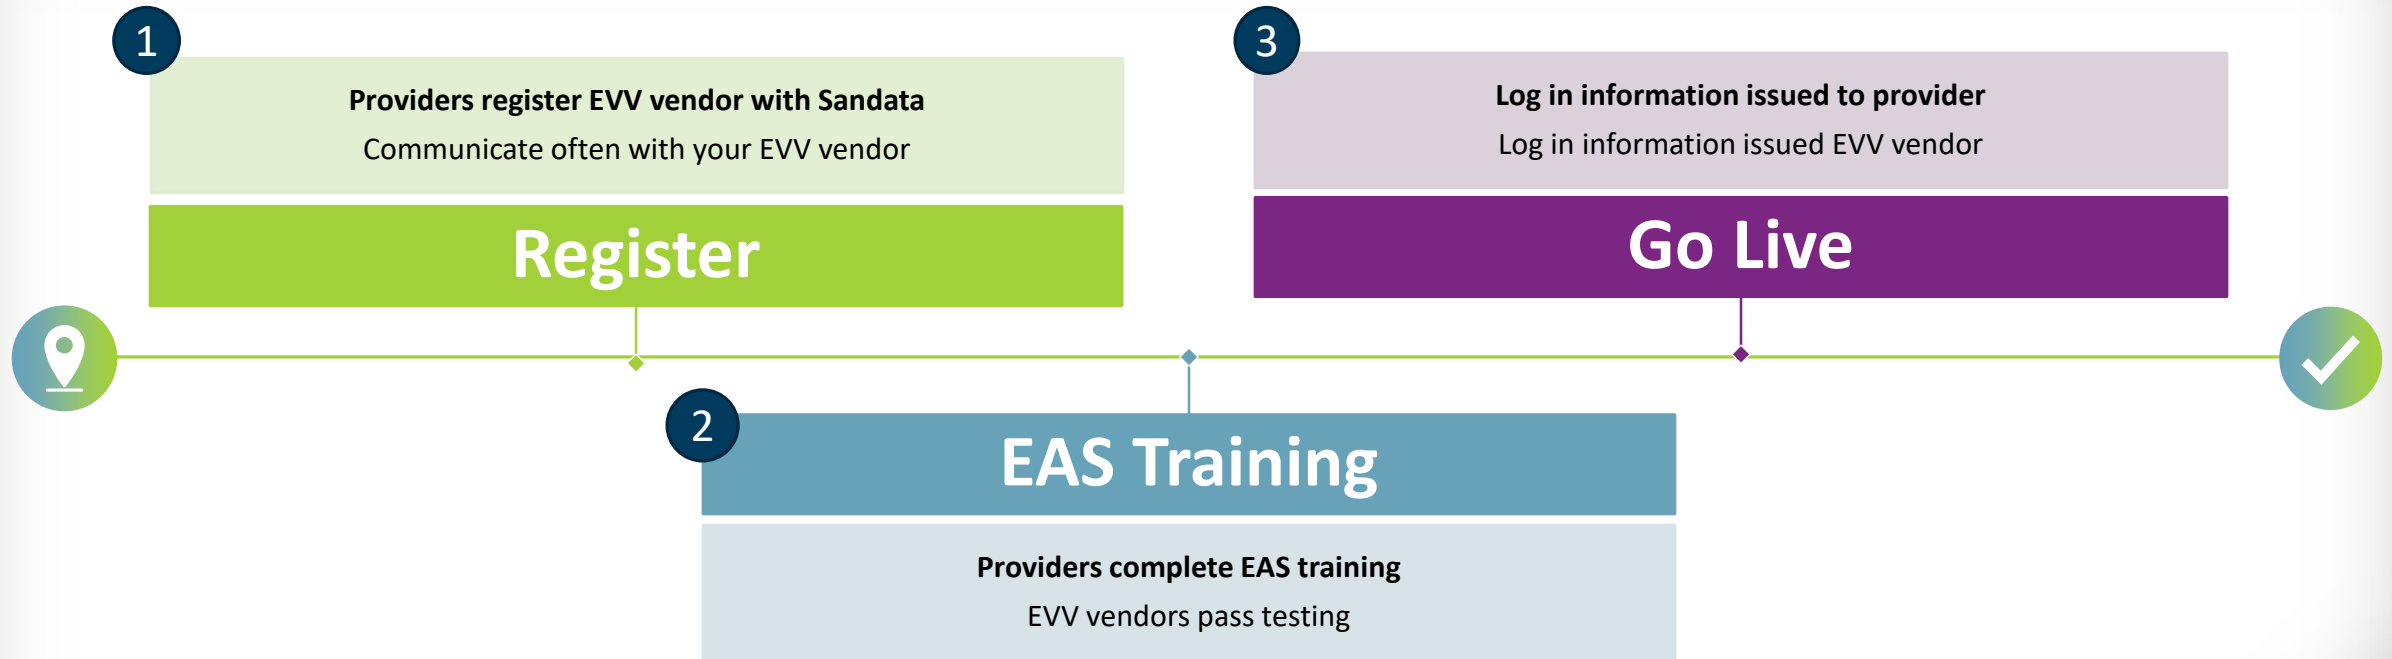 1
Providers register EVV vendor with Sandata
Communicate often with your EVV vendor
Register
2
EAS Training
Providers complete EAS training
EVV vendors pass testing
3
Log in information issued to provider
Log in information issued EVV vendor
Go Live